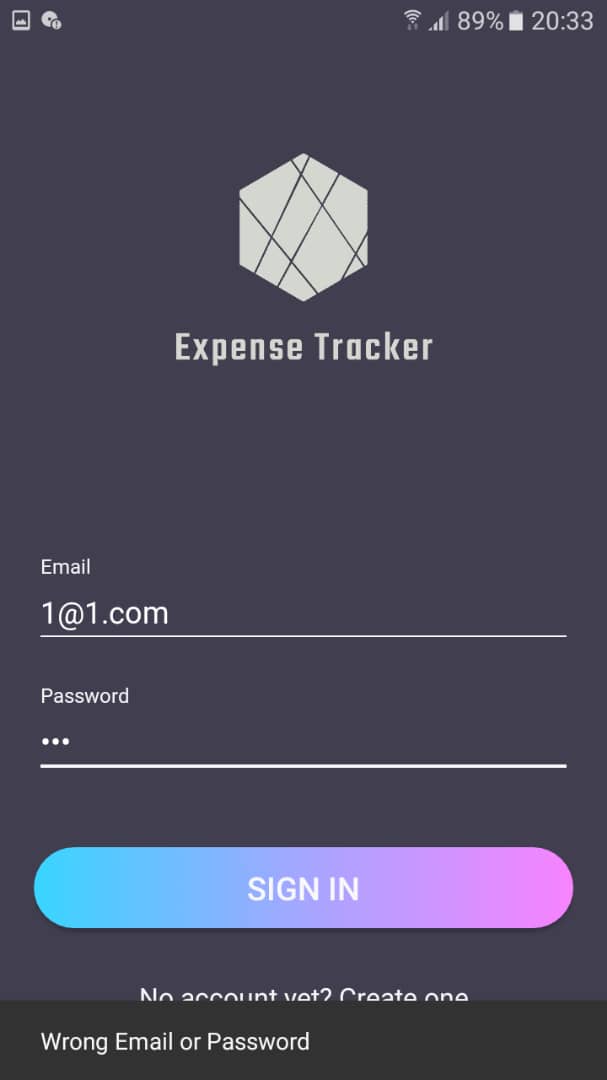 89% 20:33
Expense Tracker
Email
1@1.com
Password
•••
SIGN IN
No account yet? Create one
Wrong Email or Password